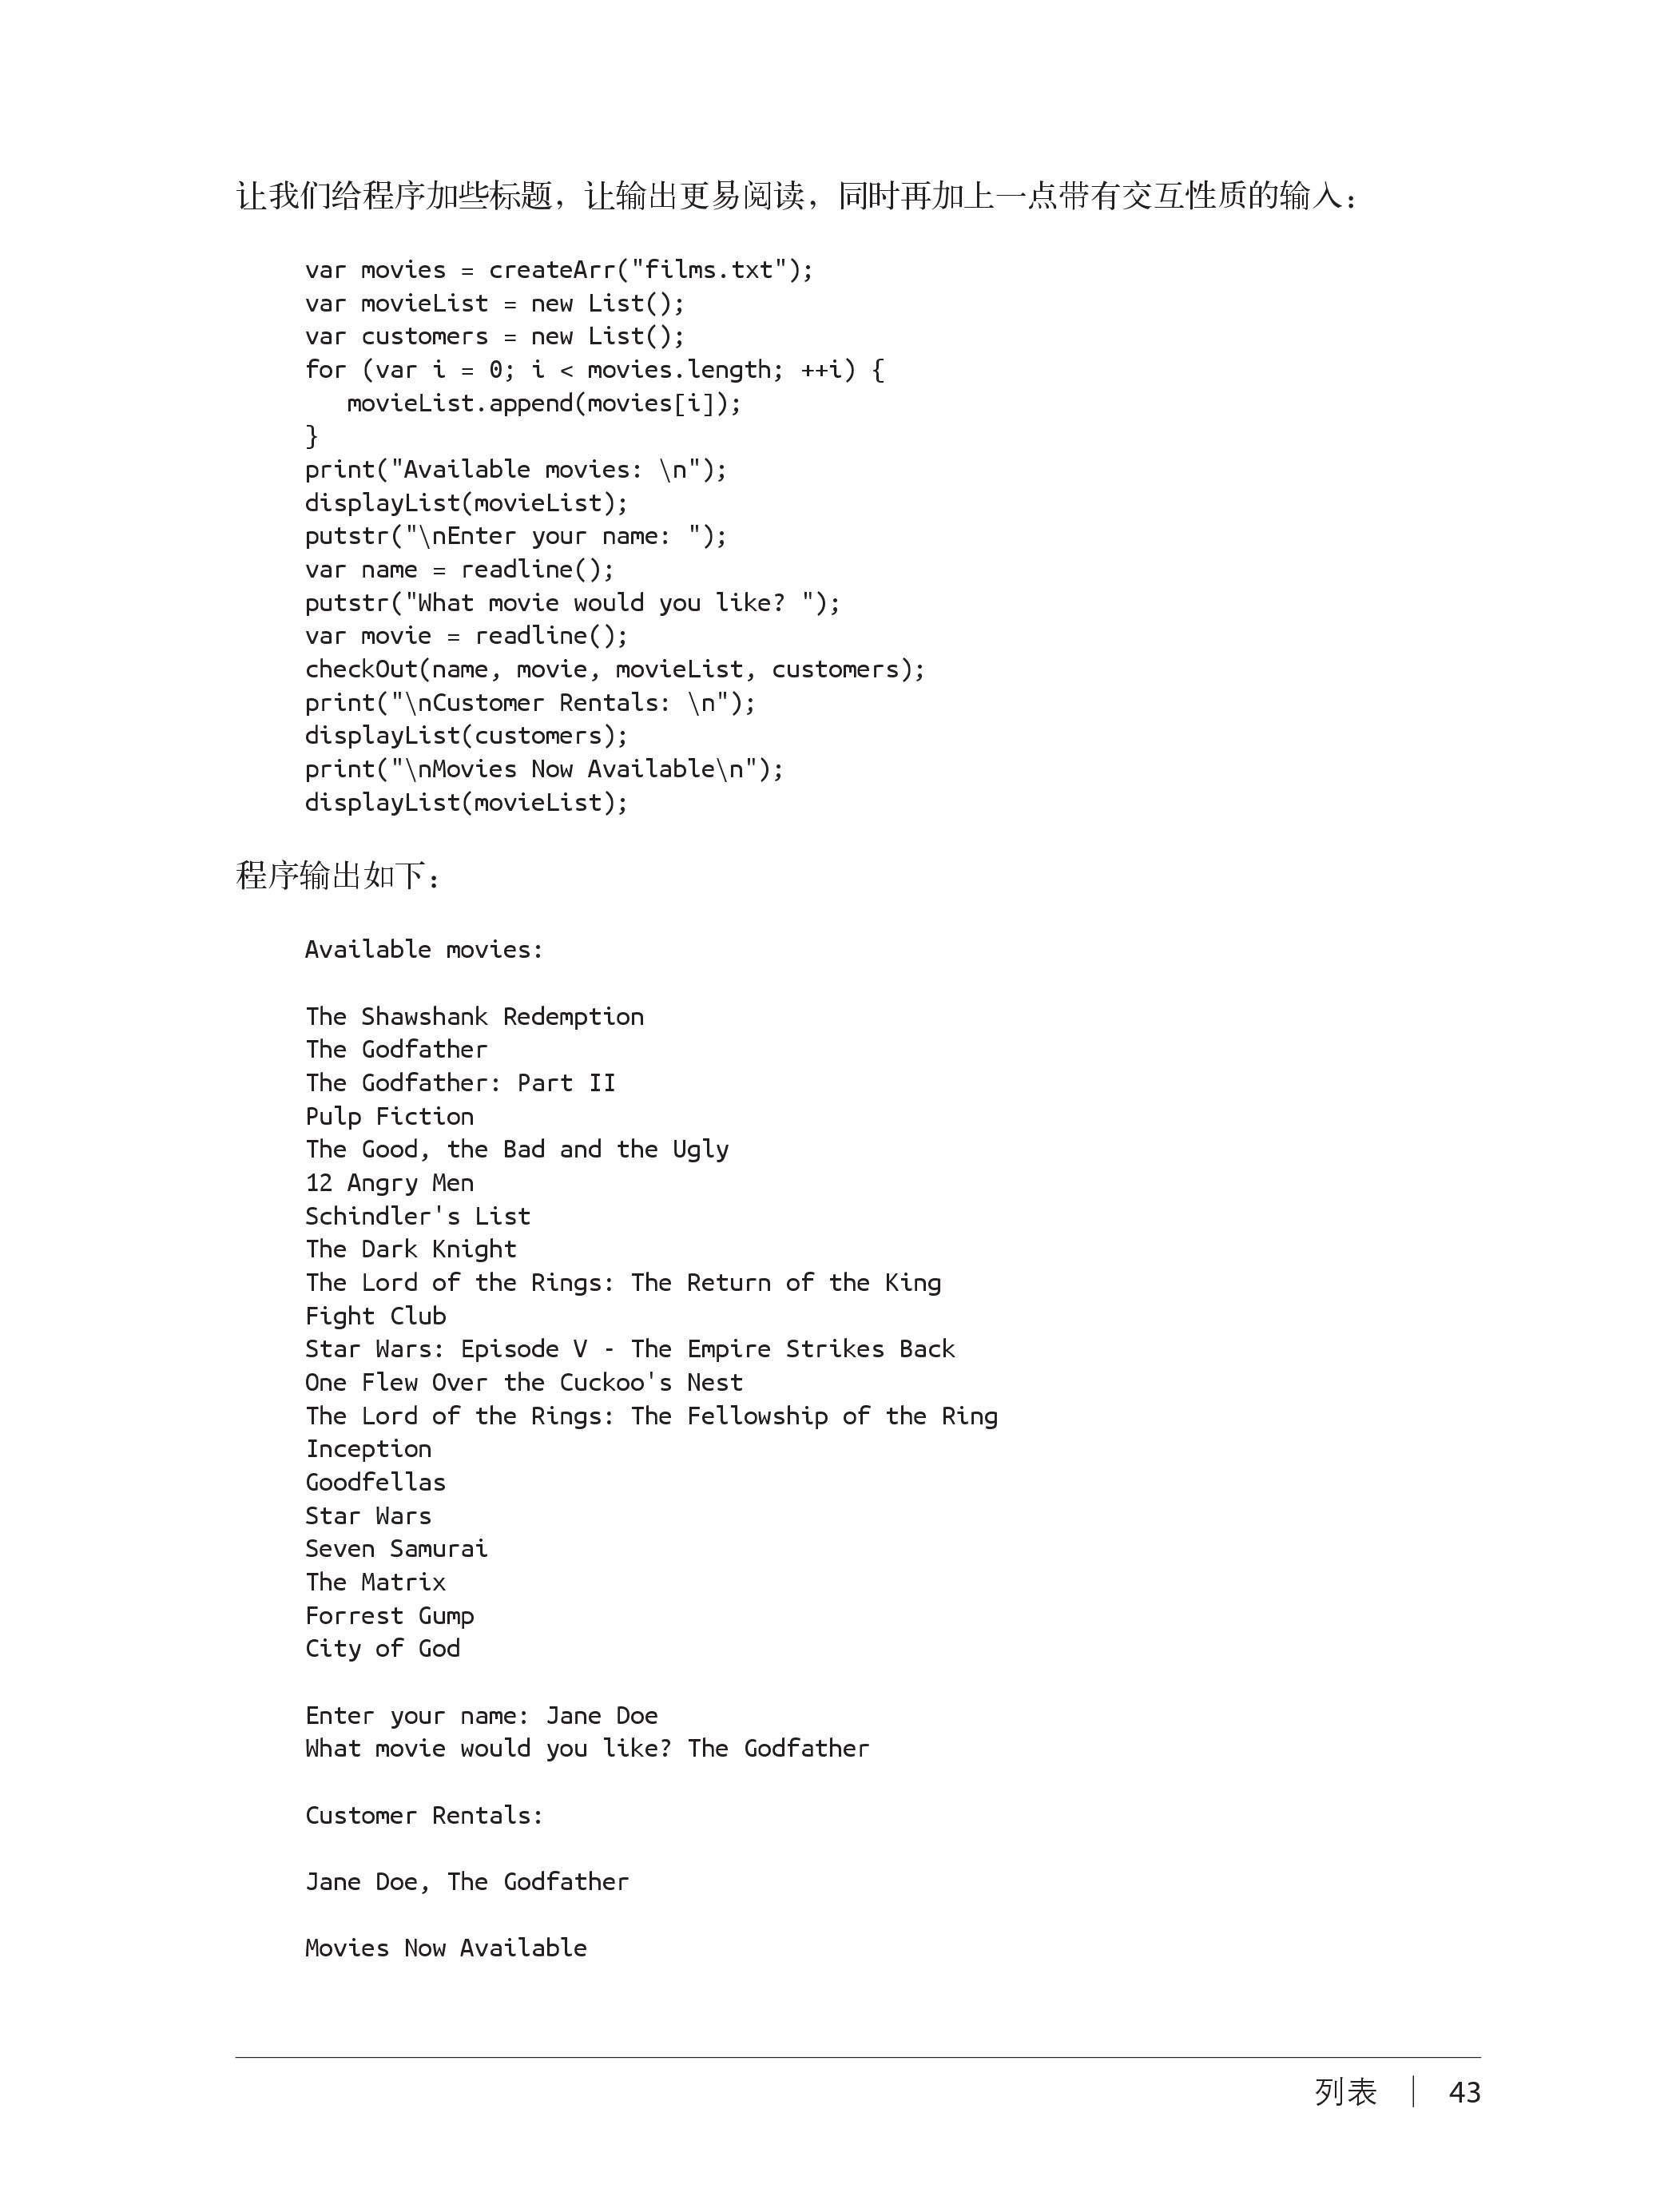 让我们给程序加些标题，让输出更易阅读，同时再加上一点带有交互性质的输入：
var movies = createArr("films.txt");
var movieList = new List();
var customers = new List();
for (var i = 0; i < movies.length; ++i) {
   movieList.append(movies[i]);
}
print("Available movies: \n");
displayList(movieList);
putstr("\nEnter your name: ");
var name = readline();
putstr("What movie would you like? ");
var movie = readline();
checkOut(name, movie, movieList, customers);
print("\nCustomer Rentals: \n");
displayList(customers);
print("\nMovies Now Available\n");
displayList(movieList);
程序输出如下：
Available movies:
The Shawshank Redemption
The Godfather
The Godfather: Part II
Pulp Fiction
The Good, the Bad and the Ugly
12 Angry Men
Schindler's List
The Dark Knight
The Lord of the Rings: The Return of the King
Fight Club
Star Wars: Episode V - The Empire Strikes Back
One Flew Over the Cuckoo's Nest
The Lord of the Rings: The Fellowship of the Ring
Inception
Goodfellas
Star Wars
Seven Samurai
The Matrix
Forrest Gump
City of God
Enter your name: Jane Doe
What movie would you like? The Godfather
Customer Rentals:
Jane Doe, The Godfather
Movies Now Available
列表 | 43